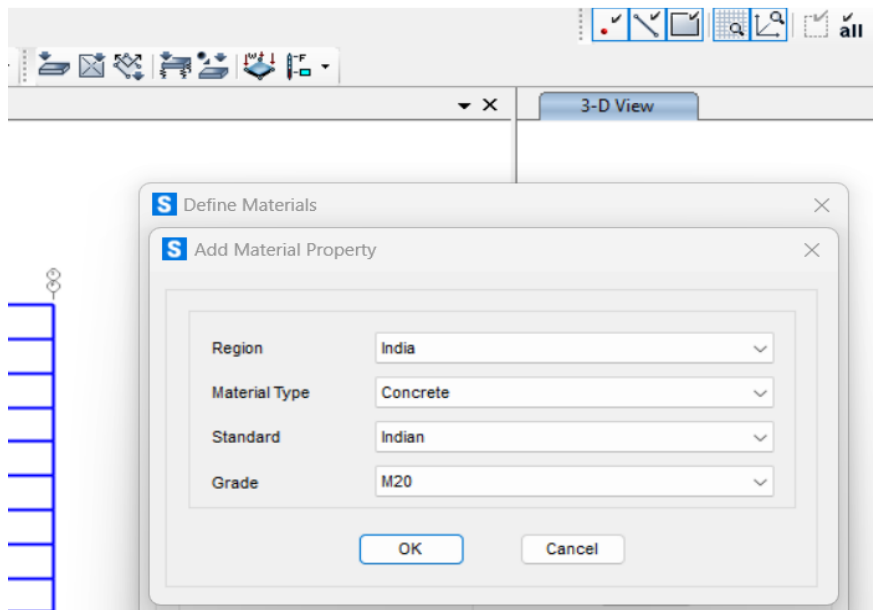 all
3-D View
S Define Materials
S Add Material Property
Region India
Material Type Concrete
Standard Indian
Grade M20
OK Cancel